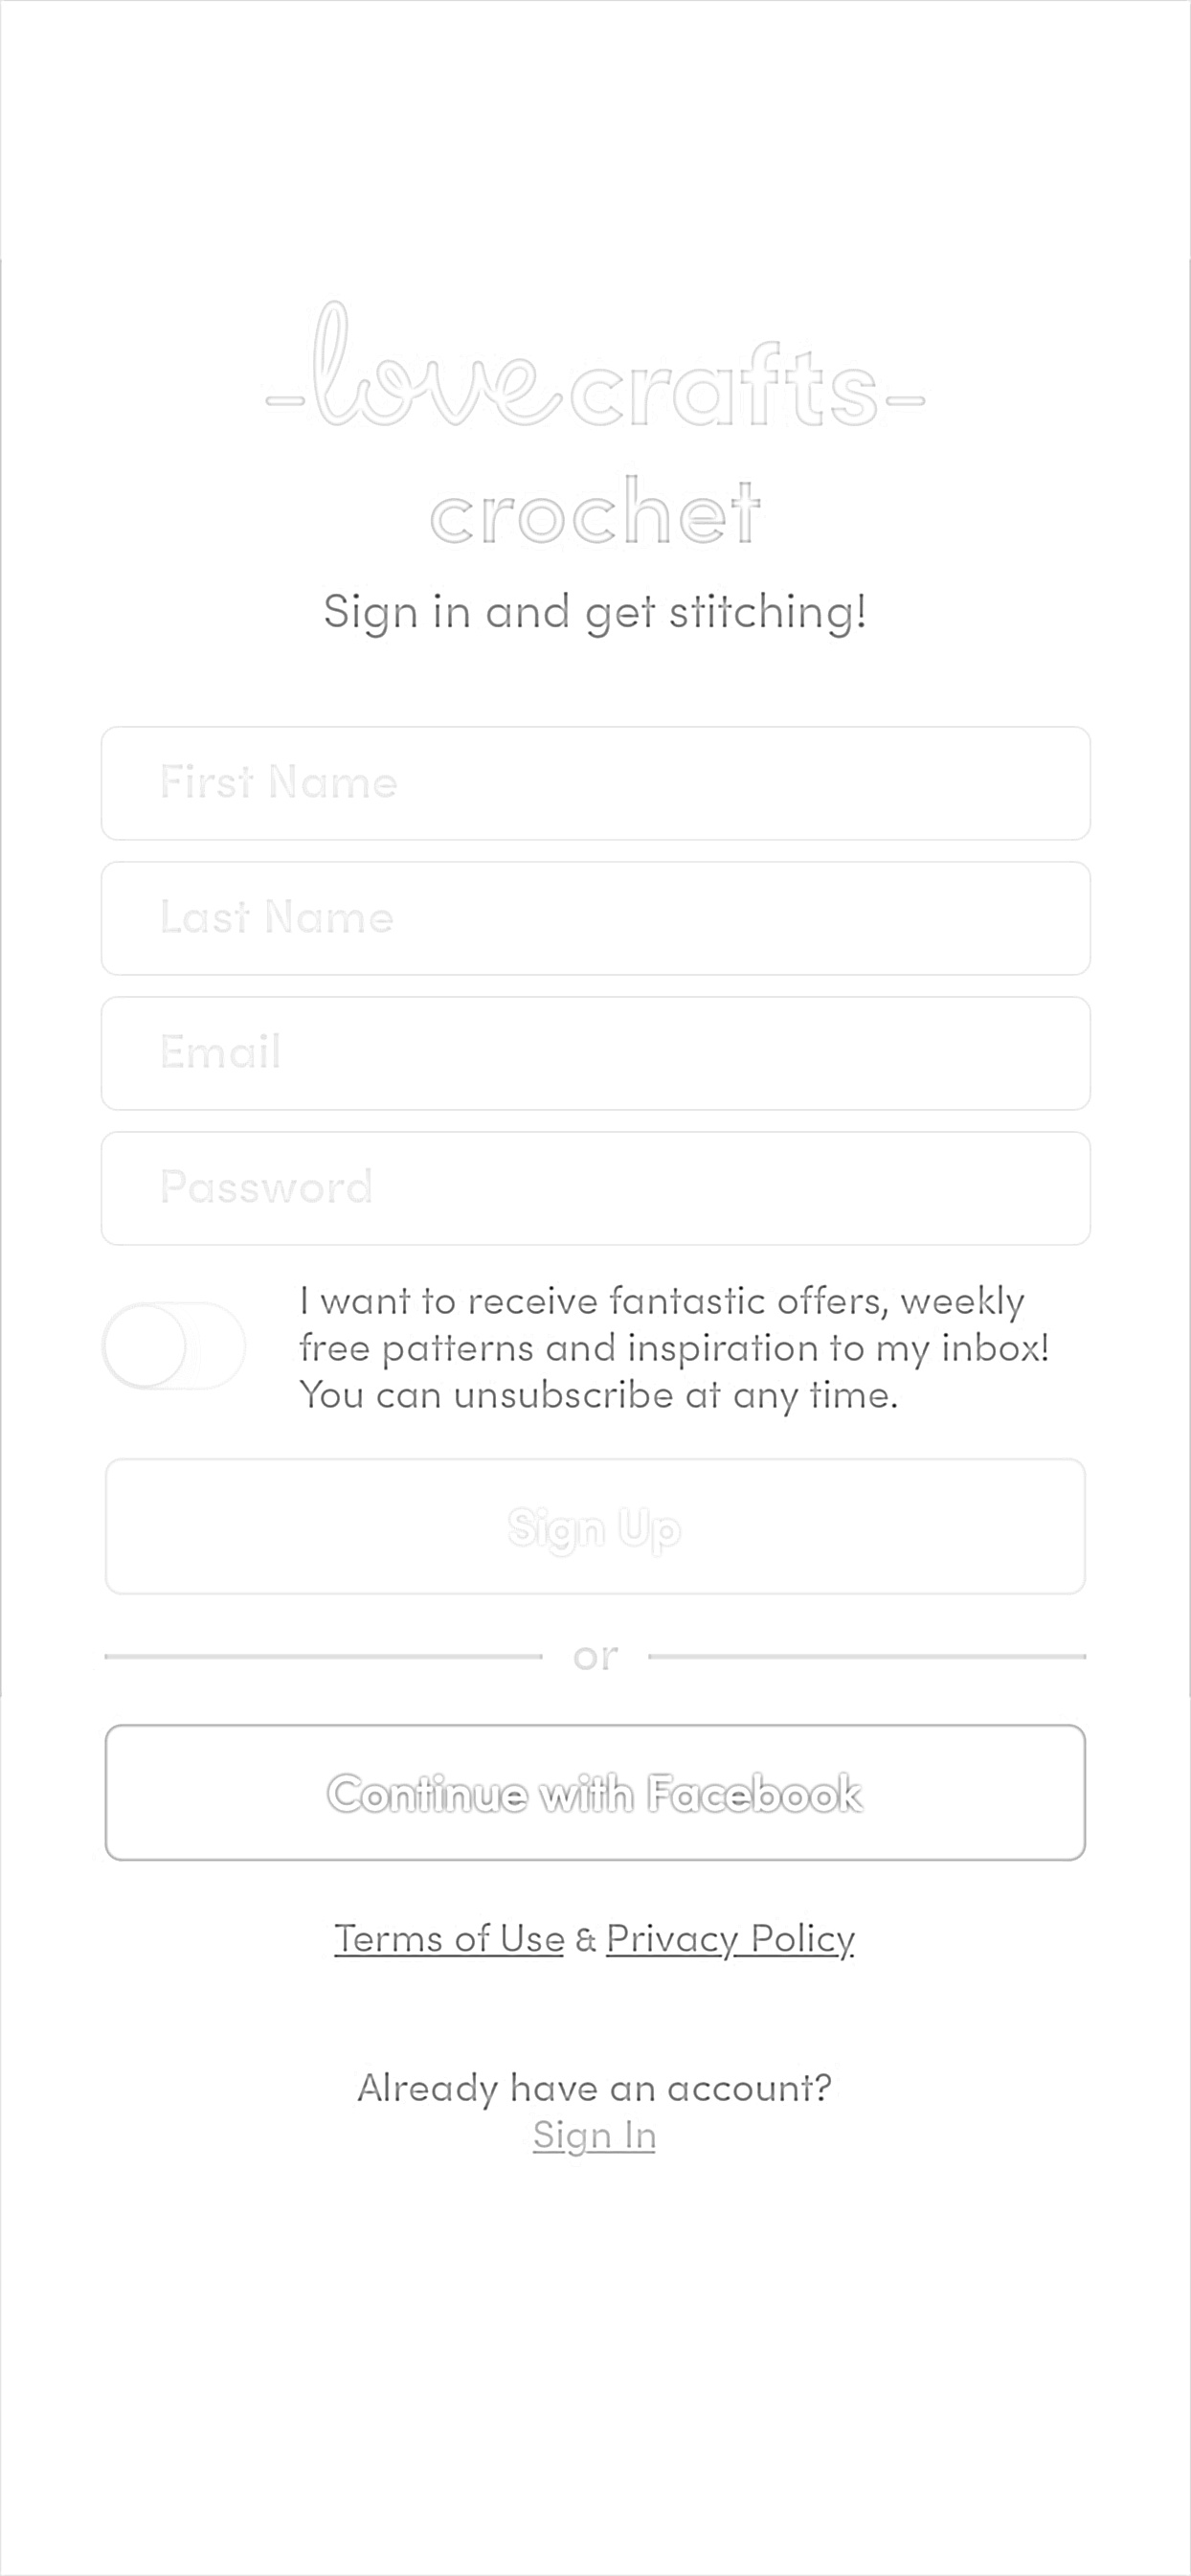 -lovecrafts-
crochet
Sign in and get stitching!
First Name
Last Name
Email
Password
I want to receive fantastic offers, weekly
free patterns and inspiration to my inbox!
You can unsubscribe at any time.
Sign Up
or
Continue with Facebook
Terms of Use & Privacy Policy
Already have an account?
Sign In